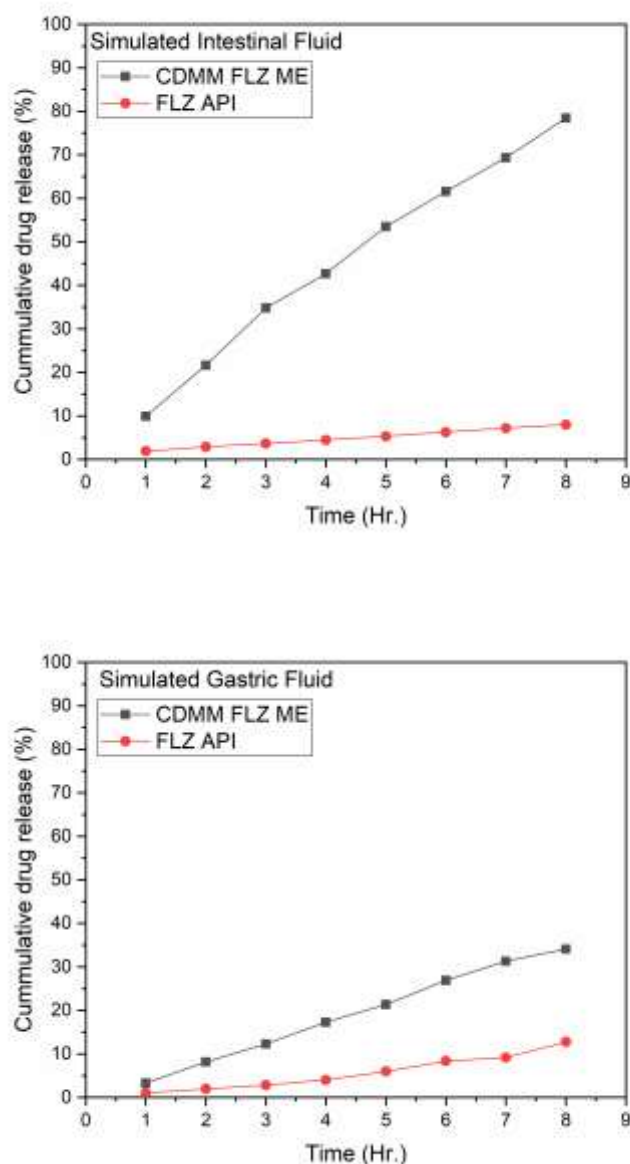 Simulated Intestinal Fluid
CDMM FLZ ME
FLZ API
Cummulative drug release (%)
100
90
80
70
60
50
40
30
20
10
0
0 1 2 3 4 5 6 7 8 9
Time (Hr.)
Simulated Gastric Fluid
CDMM FLZ ME
FLZ API
Cummulative drug release (%)
100
90
80
70
60
50
40
30
20
10
0
0 1 2 3 4 5 6 7 8 9
Time (Hr.)